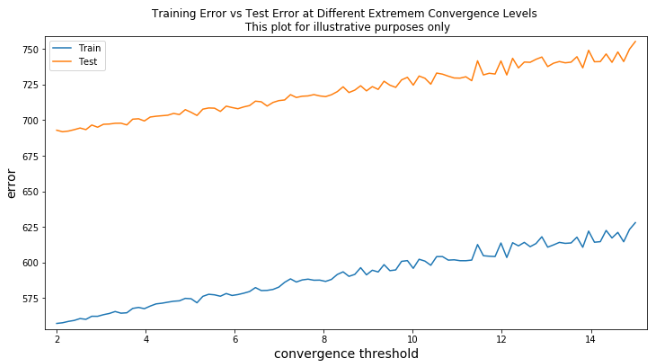 Training Error vs Test Error at Different Extremem Convergence Levels
This plot for illustrative purposes only
Train
Test
error
750
725
700
675
650
625
600
575
2 4 6 8 10 12 14
convergence threshold